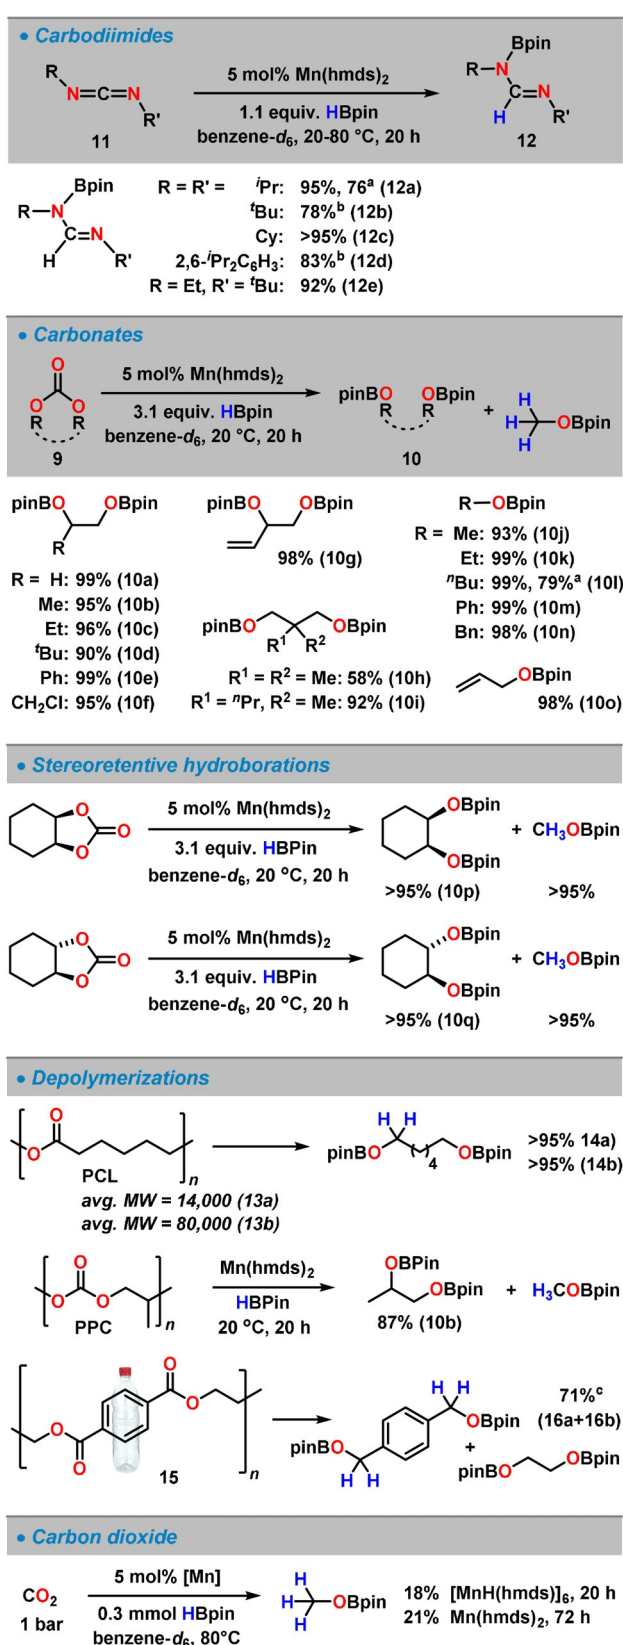 • Carbodiimides
R
N=C=N
R'
11
5 mol% Mn(hmds)2
1.1 equiv. HBpin
benzene-d6, 20-80 °C, 20 h
Bpin
R–N
C=N
H
R'
12
Bpin
R–N
C=N
H
R'
R = R' = iPr: 95%, 76a (12a)
tBu: 78%b (12b)
Cy: >95% (12c)
2,6-iPr2C6H3: 83%b (12d)
R = Et, R' = tBu: 92% (12e)
• Carbonates
O
O O
R R
9
5 mol% Mn(hmds)2
3.1 equiv. HBpin
benzene-d6, 20 °C, 20 h
pinBO OBpin
R R
10
+
H
H
H
OBpin
pinBO OBpin
R
R = H: 99% (10a)
Me: 95% (10b)
Et: 96% (10c)
tBu: 90% (10d)
Ph: 99% (10e)
CH2Cl: 95% (10f)
pinBO OBpin
98% (10g)
pinBO OBpin
R1 R2
R1 = R2 = Me: 58% (10h)
R1 = nPr, R2 = Me: 92% (10i)
R–OBpin
R = Me: 93% (10j)
Et: 99% (10k)
nBu: 99%, 79%a (10l)
Ph: 99% (10m)
Bn: 98% (10n)
OBpin
98% (10o)
• Stereoretentive hydroborations
O
O
O
5 mol% Mn(hmds)2
3.1 equiv. HBPin
benzene-d6, 20 °C, 20 h
OBpin
OBpin
+ CH3OBpin
>95% (10p) >95%
O
O
O
5 mol% Mn(hmds)2
3.1 equiv. HBPin
benzene-d6, 20 °C, 20 h
OBpin
OBpin
+ CH3OBpin
>95% (10q) >95%
• Depolymerizations
O
O
n
PCL
avg. MW = 14,000 (13a)
avg. MW = 80,000 (13b)
H H
pinBO OBpin
4
>95% 14a)
>95% (14b)
O
O O
n
PPC
Mn(hmds)2
HBPin
20 °C, 20 h
OBPin
OBpin
87% (10b)
+ H3COBpin
O
O
O
O
n
15
H H
OBpin
pinBO
H H
+
pinBO OBpin
71%c
(16a+16b)
• Carbon dioxide
CO2
1 bar
5 mol% [Mn]
0.3 mmol HBpin
benzene-d6, 80°C
H
H
H
OBpin
18% [MnH(hmds)]6, 20 h
21% Mn(hmds)2, 72 h